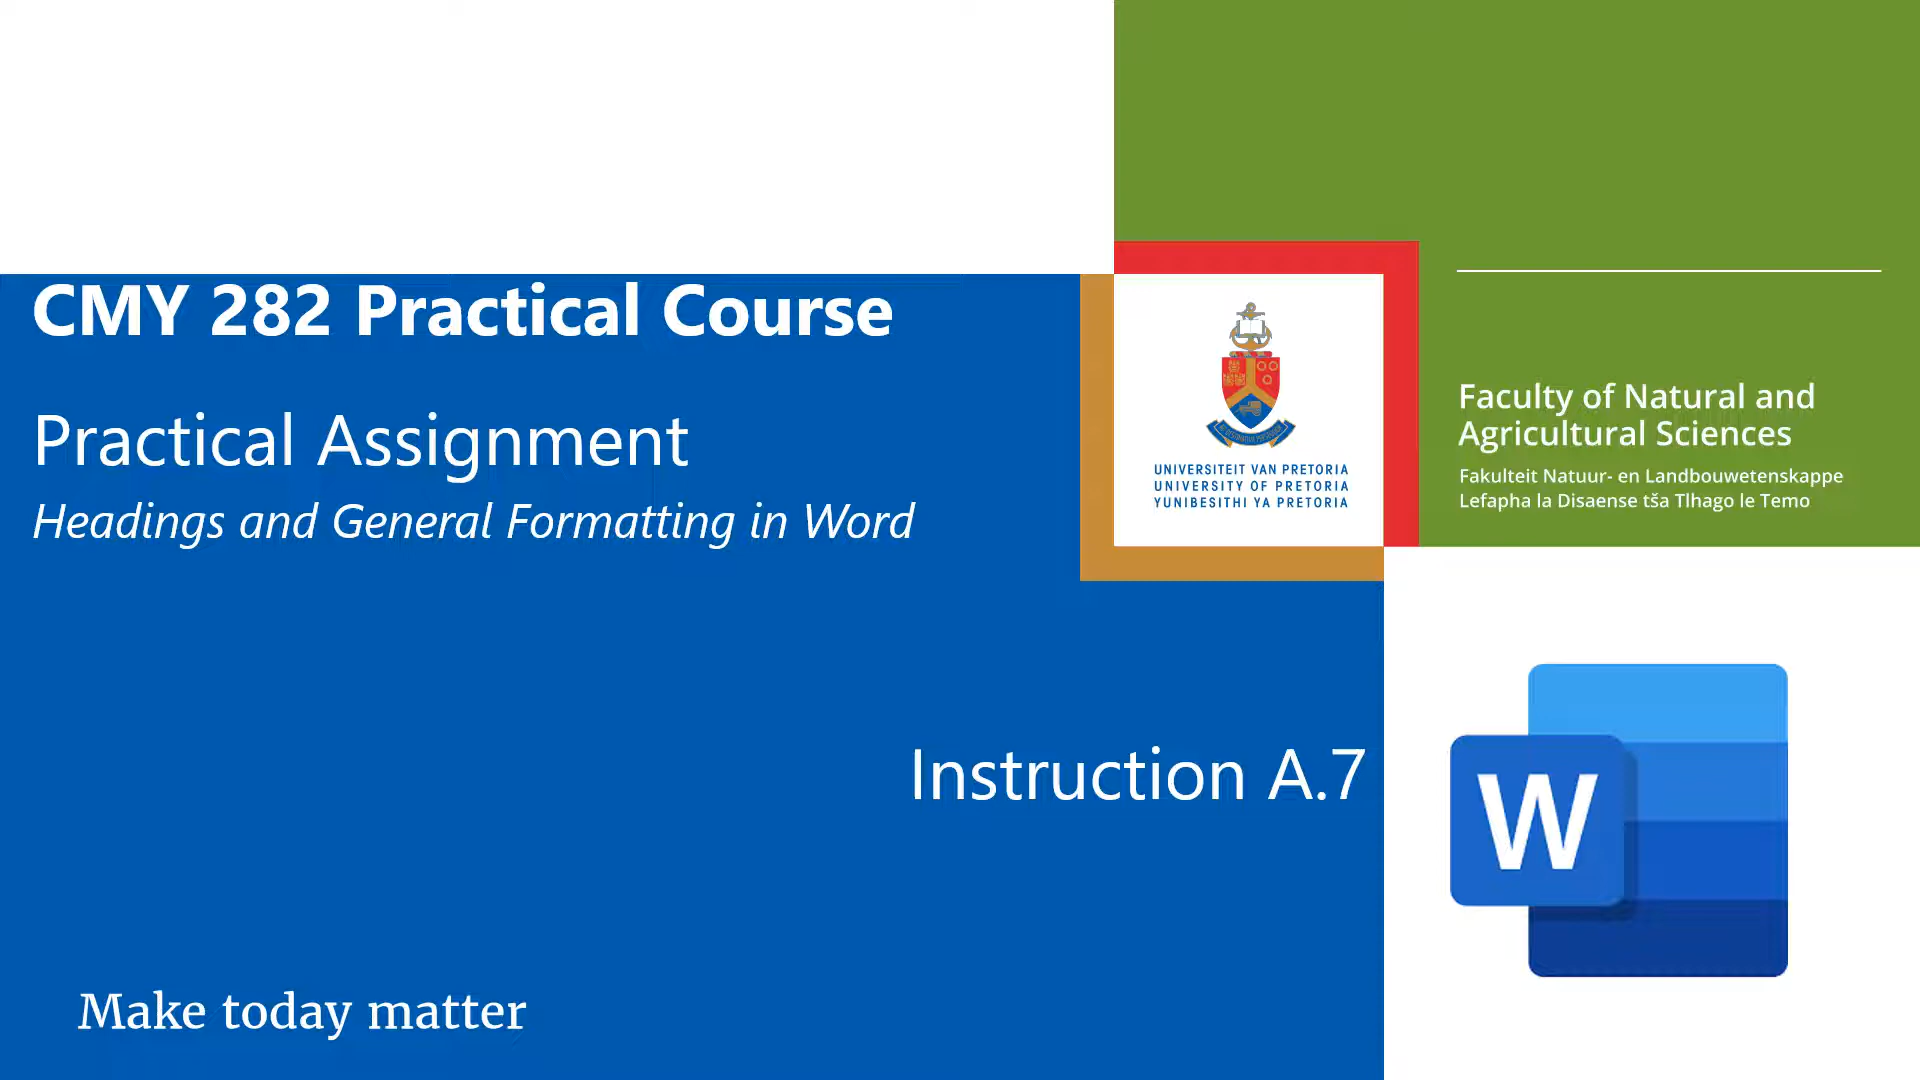 CMY 282 Practical Course
Practical Assignment
Headings and General Formatting in Word
UNIVERSITEIT VAN PRETORIA
UNIVERSITY OF PRETORIA
YUNIBESITHI YA PRETORIA
Faculty of Natural and
Agricultural Sciences
Fakulteit Natuur- en Landbouwetenskappe
Lefapha la Disaense tša Tlhago le Temo
Instruction A.7
W
Make today matter